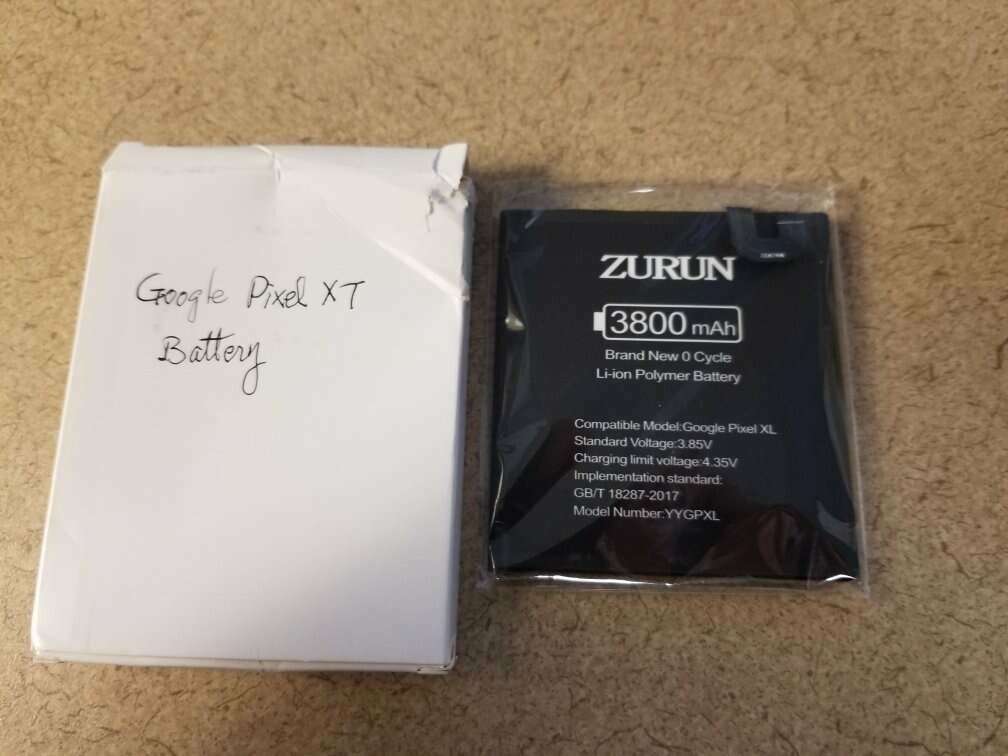 Google Pixel XT
Battery
ZURUN
3800 mAh
Brand New 0 Cycle
Li-ion Polymer Battery
Compatible Model:Google Pixel XL
Standard Voltage:3.85V
Charging limit voltage:4.35V
Implementation standard:
GB/T 18287-2017
Model Number:YYGPXL